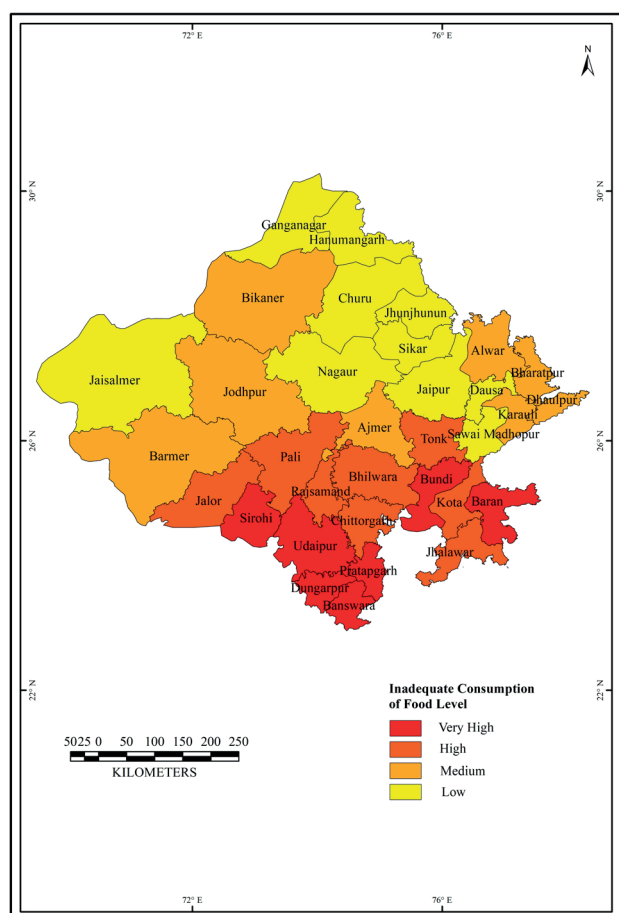 72° E
76° E
N
30° N
30° N
Ganganagar
Hanumangarh
Bikaner
Churu
Jhunjhunun
Sikar
Alwar
Jaisalmer
Nagaur
Bharatpur
Jodhpur
Jaipur
Dausa
Dhaulpur
Karauli
Ajmer
Sawai Madhopur
26° N
26° N
Tonk
Barmer
Pali
Bhilwara
Bundi
Jalor
Rajsamand
Kota
Baran
Sirohi
Chittorgarh
Udaipur
Jhalawar
Pratapgarh
Dungarpur
Banswara
22° N
22° N
Inadequate Consumption
of Food Level
Very High
High
Medium
Low
5025 0 50 100 150 200 250
KILOMETERS
72° E
76° E